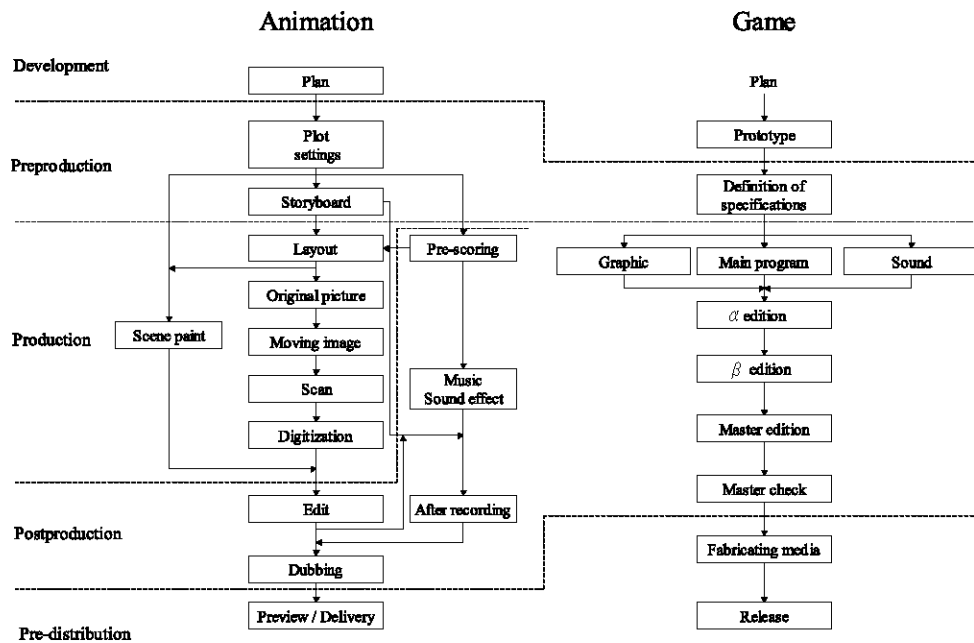 Animation
Game
Development
Plan
Plan
Plot
settings
Prototype
Preproduction
Storyboard
Definition of
specifications
Layout
Pre-scoring
Graphic
Main program
Sound
Original picture
α edition
Production
Scene paint
Moving image
β edition
Scan
Music
Sound effect
Digitization
Master edition
Master check
Edit
After recording
Postproduction
Fabricating media
Dubbing
Preview / Delivery
Release
Pre-distribution